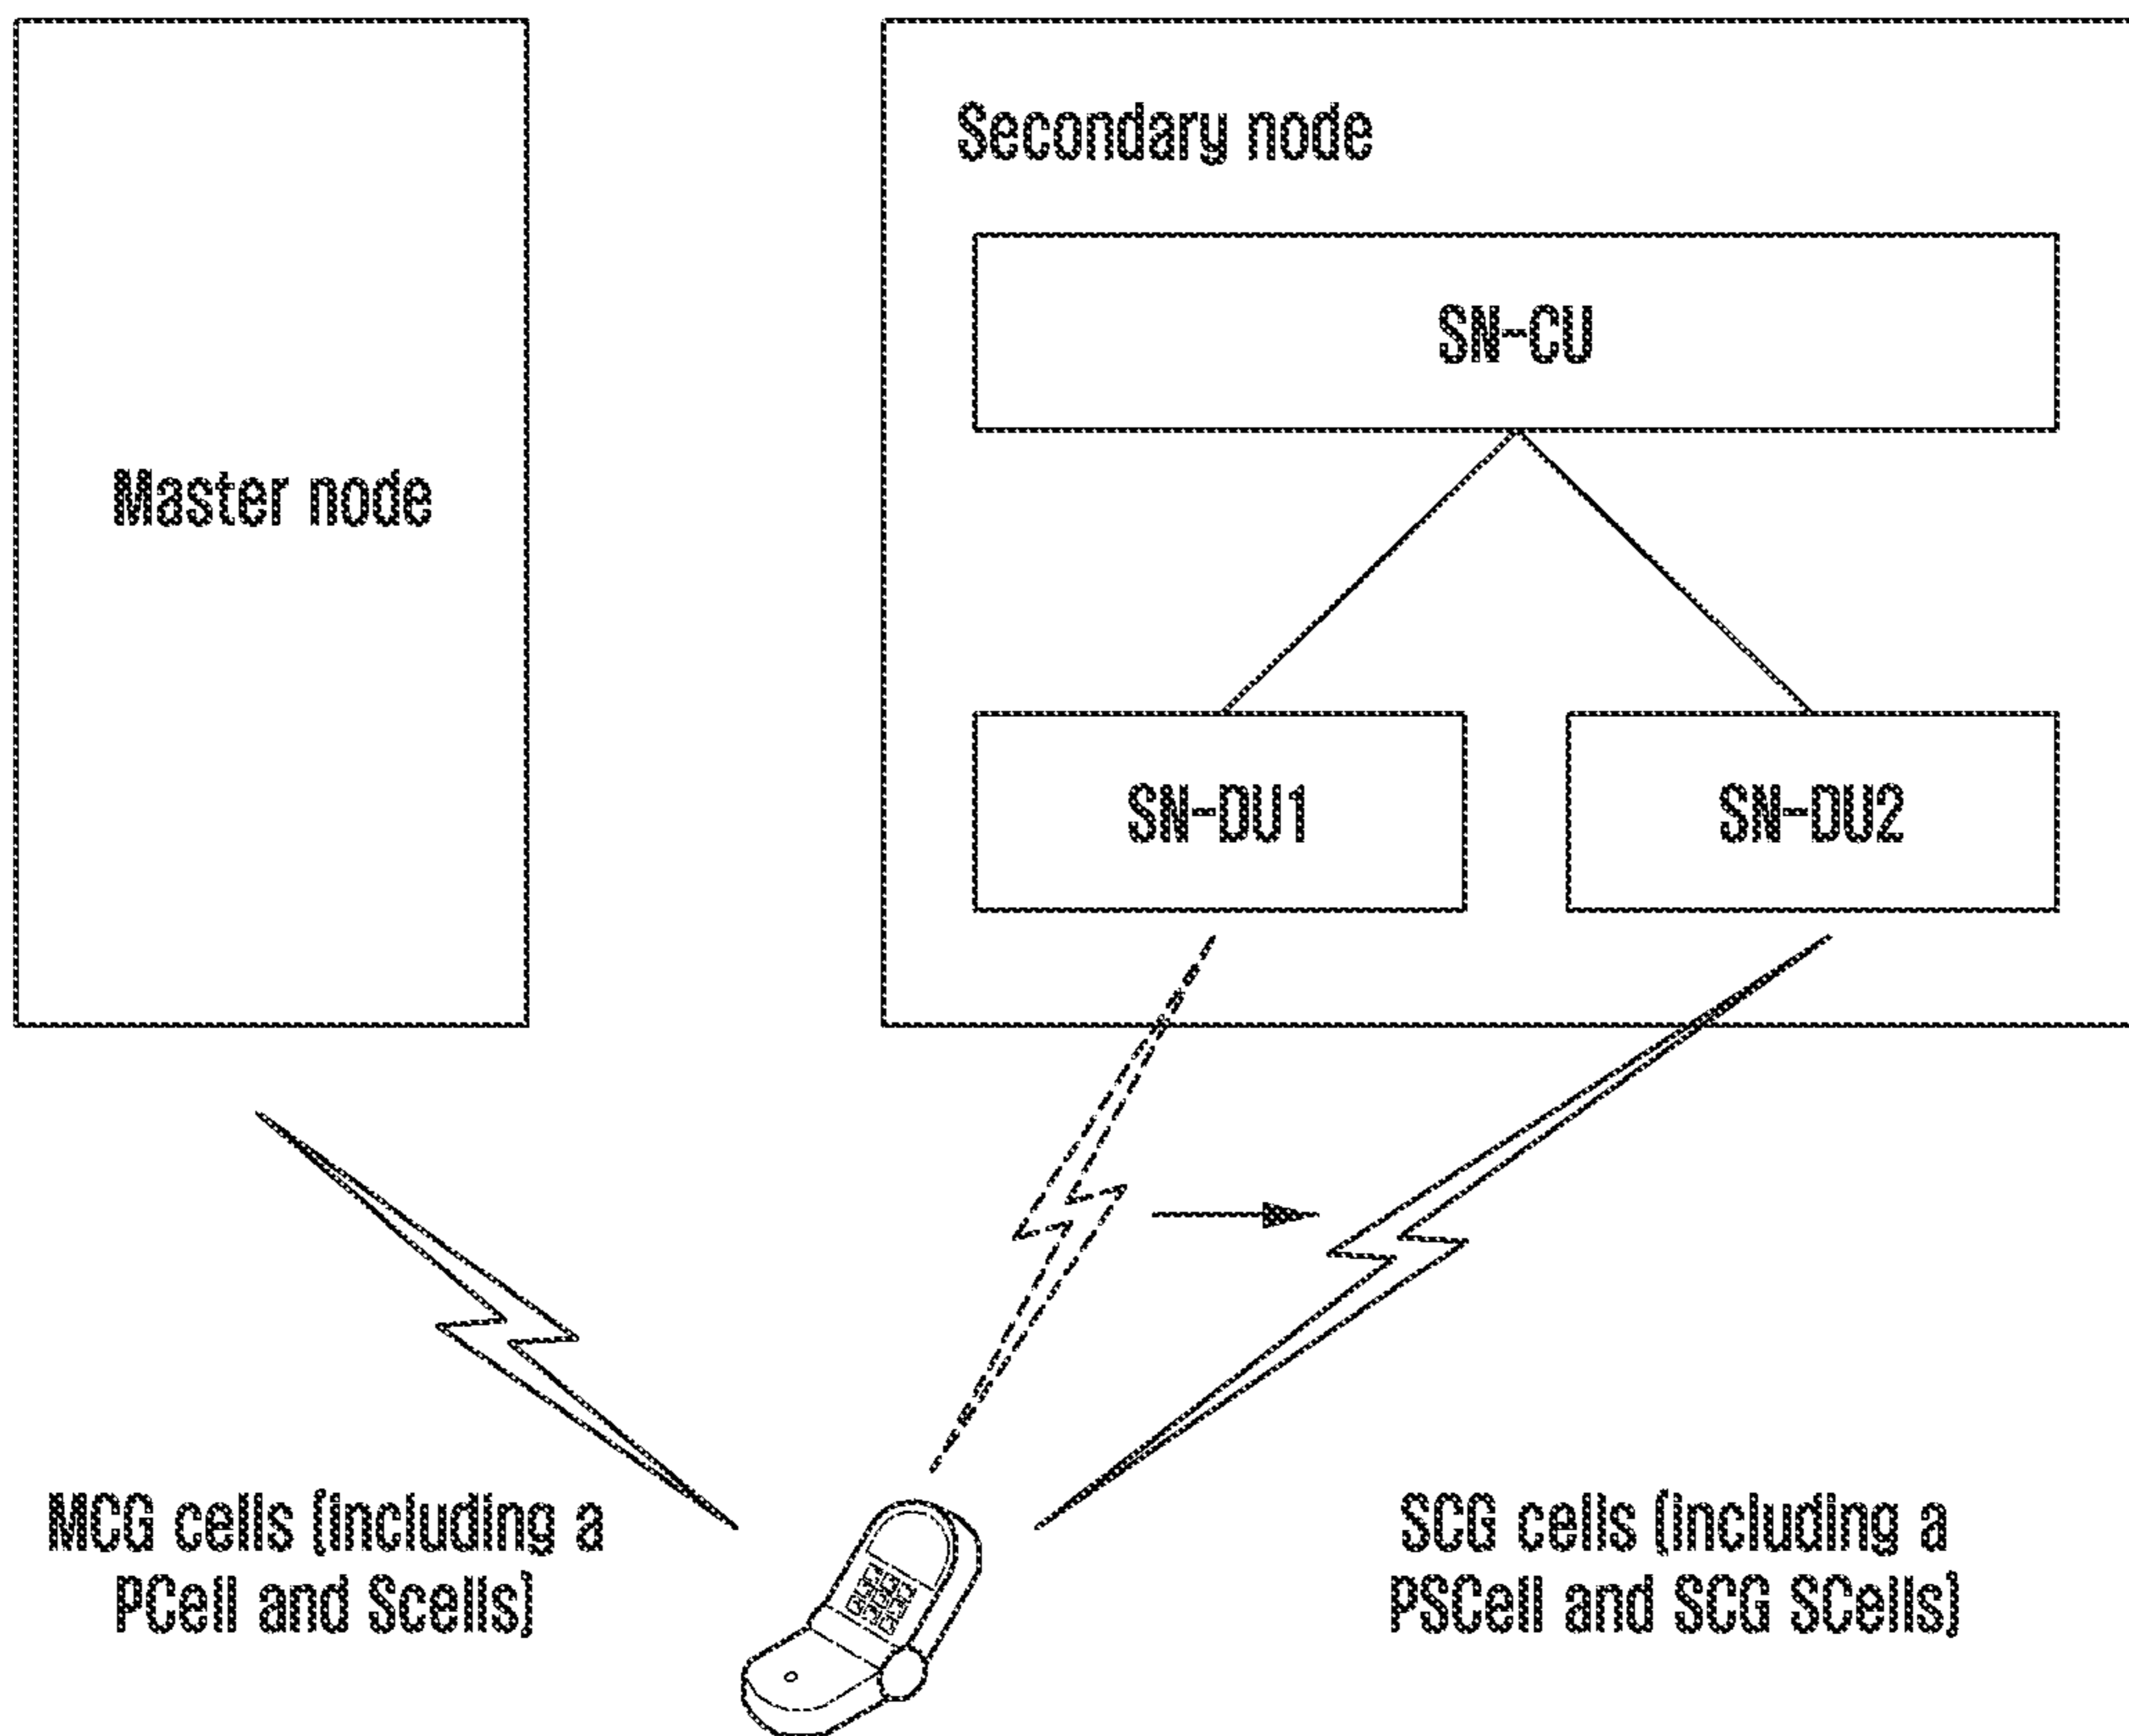 Secondary node
SN-CU
Master node
SN-DU1
SN-DU2
MCG cells (including a
PCell and Scells)
SCG cells (including a
PSCell and SCG SCells)